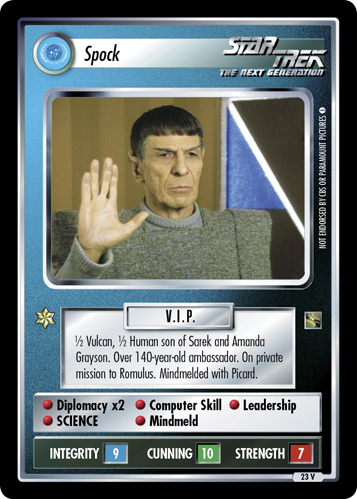 Spock
STAR TREK
THE NEXT GENERATION
NOT ENDORSED BY CBS OR PARAMOUNT PICTURES
V.I.P.
½ Vulcan, ½ Human son of Sarek and Amanda
Grayson. Over 140-year-old ambassador. On private
mission to Romulus. Mindmelded with Picard.
Diplomacy x2 Computer Skill Leadership
SCIENCE Mindmeld
INTEGRITY 9 CUNNING 10 STRENGTH 7
23 V